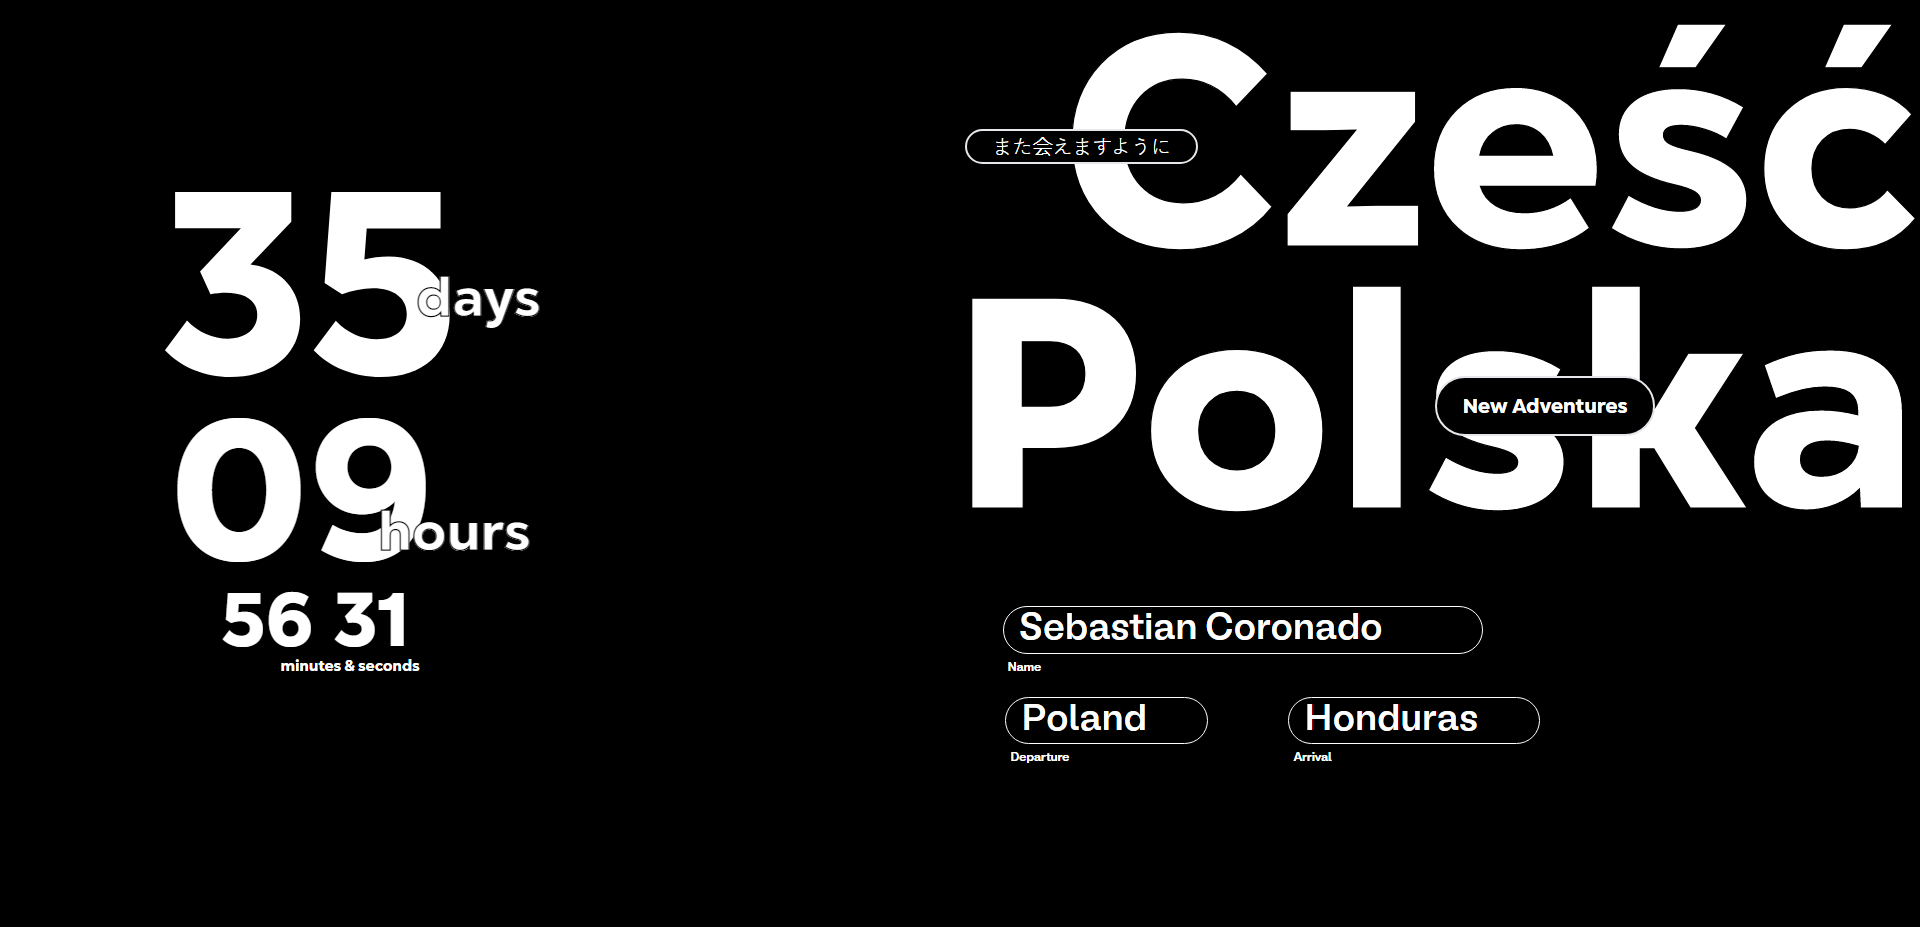 35
days
09
hours
56 31
minutes & seconds
Cześć
また会えますように
Polska
New Adventures
Sebastian Coronado
Name
Poland
Departure
Honduras
Arrival